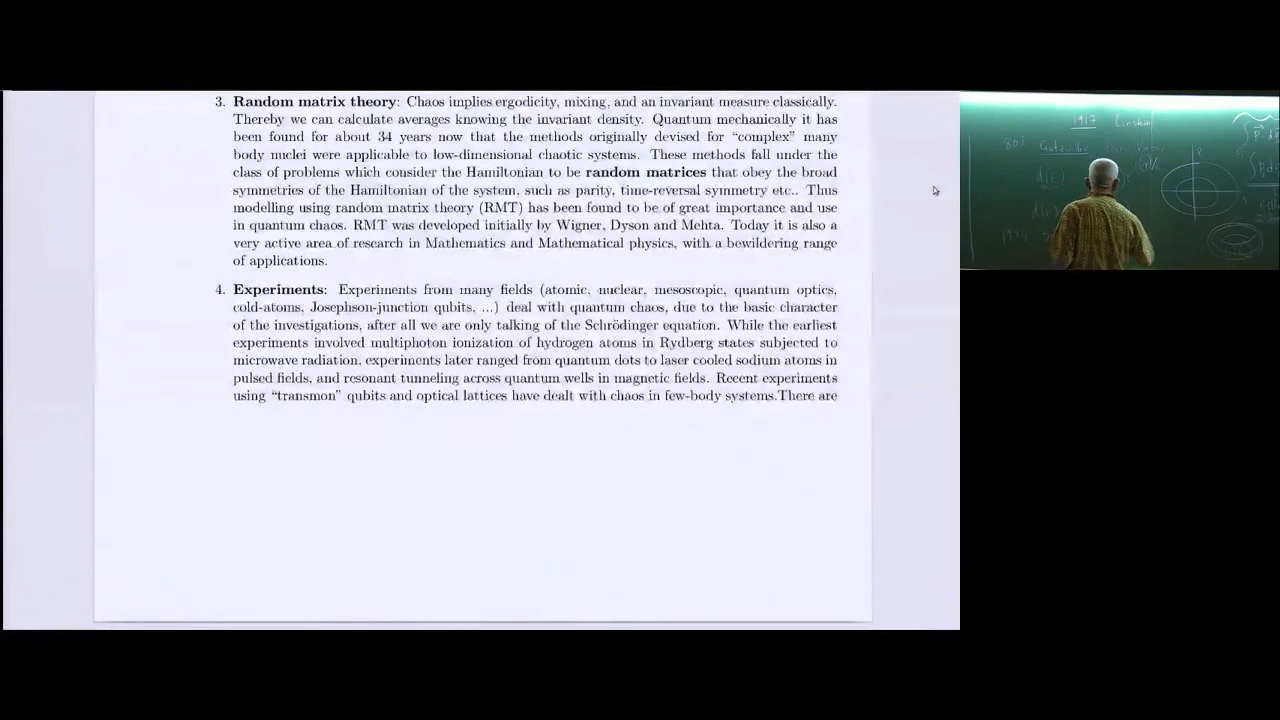 3. Random matrix theory: Chaos implies ergodicity, mixing, and an invariant measure classically.
Thereby we can calculate averages knowing the invariant density. Quantum mechanically it has
been found for about 34 years now that the methods originally devised for “complex” many
body nuclei were applicable to low-dimensional chaotic systems. These methods fall under the
class of problems which consider the Hamiltonian to be random matrices that obey the broad
symmetries of the Hamiltonian of the system, such as parity, time-reversal symmetry etc.. Thus
modelling using random matrix theory (RMT) has been found to be of great importance and use
in quantum chaos. RMT was developed initially by Wigner, Dyson and Mehta. Today it is also a
very active area of research in Mathematics and Mathematical physics, with a bewildering range
of applications.
4. Experiments: Experiments from many fields (atomic, nuclear, mesoscopic, quantum optics,
cold-atoms, Josephson-junction qubits, ...) deal with quantum chaos, due to the basic character
of the investigations, after all we are only talking of the Schrödinger equation. While the earliest
experiments involved multiphoton ionization of hydrogen atoms in Rydberg states subjected to
microwave radiation, experiments later ranged from quantum dots to laser cooled sodium atoms in
pulsed fields, and resonant tunneling across quantum wells in magnetic fields. Recent experiments
using “transmon” qubits and optical lattices have dealt with chaos in few-body systems.There are
1917 Einstein
Gutzwiller
d(E)